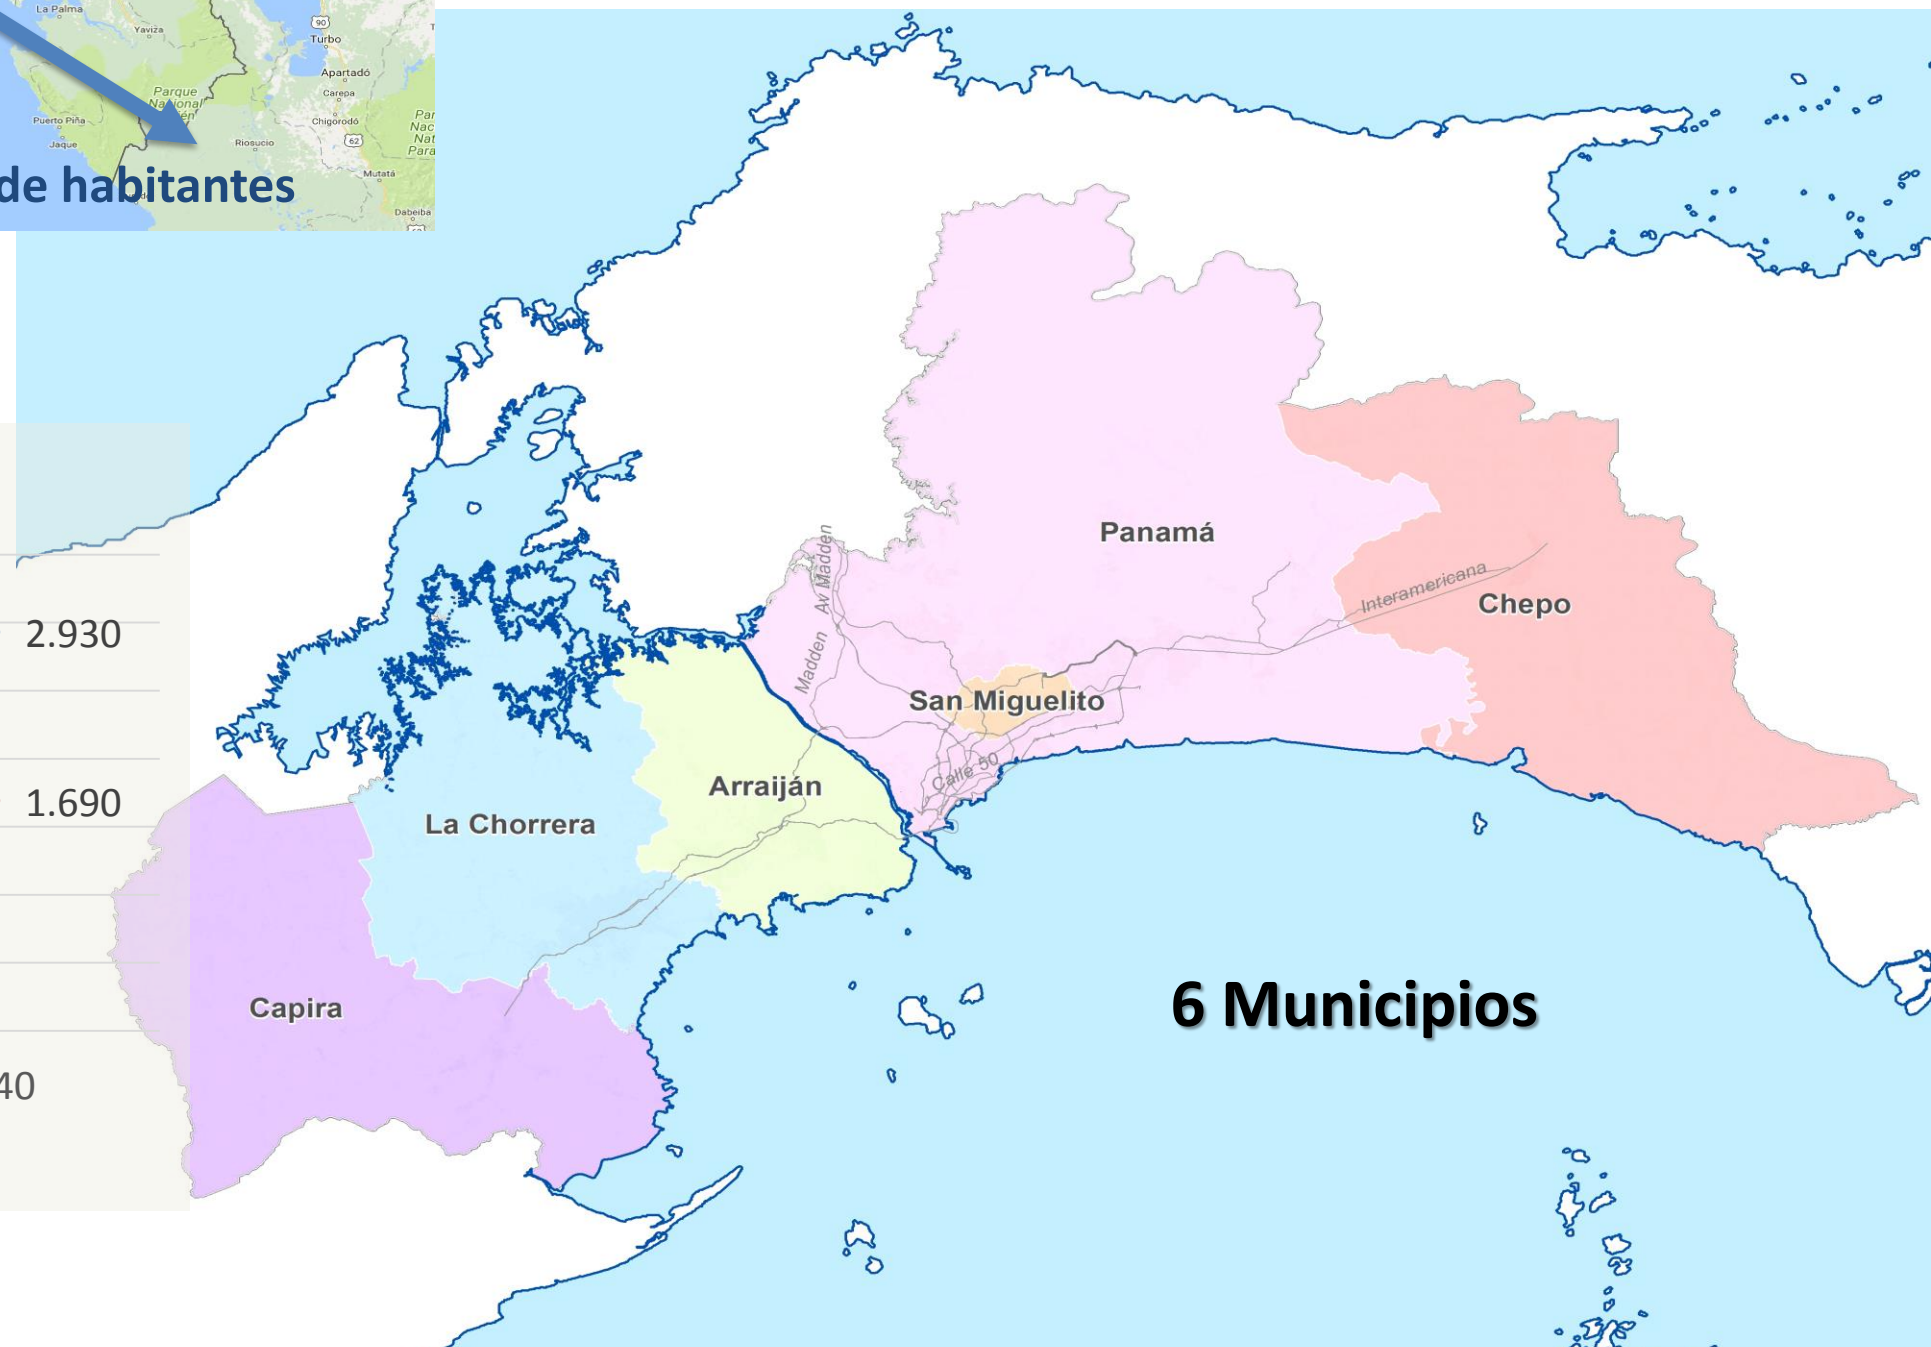 La Palma
Yaviza
90
Turbo
Apartadó
Carepa
Parque
Nacional
Puerto Piña
Chigorodó
Jaque
Riosucio
62
Mutatá
Dabeiba
de habitantes
Panamá
Av Madden
Interamericana
Chepo
2.930
Madden
San Miguelito
Calle 50
Arraiján
1.690
La Chorrera
Capira
6 Municipios
40